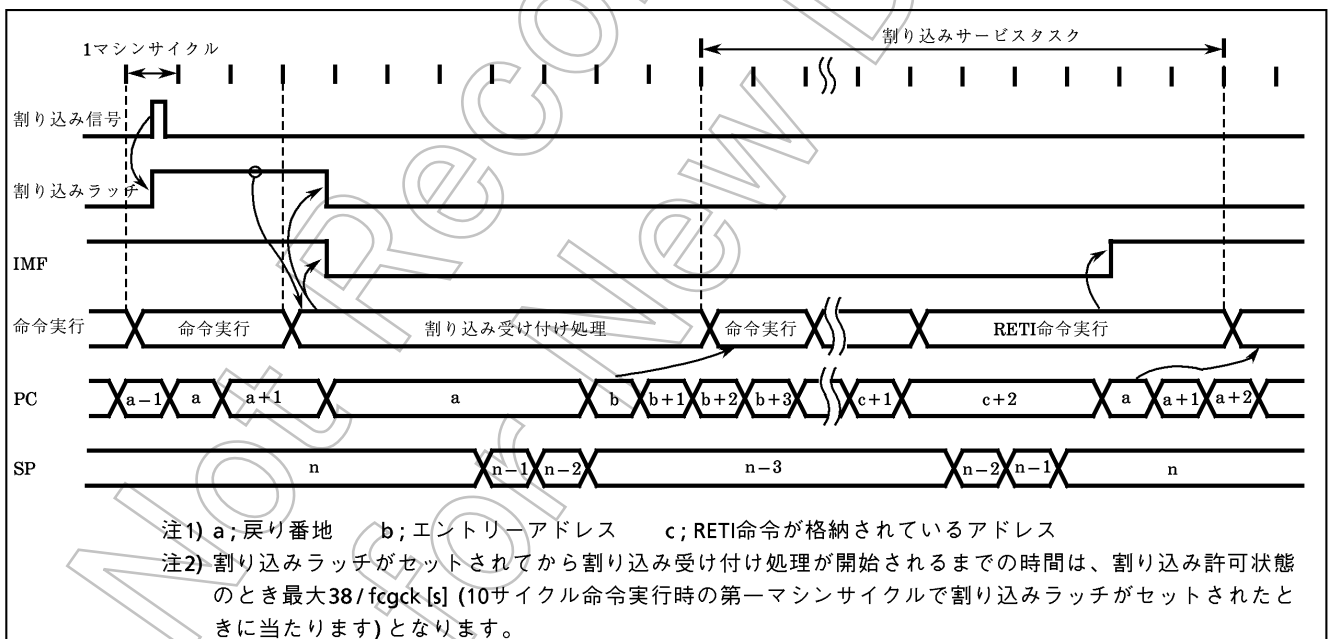 1マシンサイクル
割り込みサービスタスク
割り込み信号
割り込みラッチ
IMF
命令実行 命令実行 割り込み受け付け処理 命令実行 RETI命令実行
PC a−1 a a+1 a b b+1 b+2 b+3 c+1 c+2 a a+1 a+2
SP n n−1 n−2 n−3 n−2 n−1 n
注1) a ; 戻り番地 b ; エントリーアドレス c ; RETI命令が格納されているアドレス
注2) 割り込みラッチがセットされてから割り込み受け付け処理が開始されるまでの時間は、割り込み許可状態
のとき最大38 / fcgck [s] (10サイクル命令実行時の第一マシンサイクルで割り込みラッチがセットされたと
きに当たります) となります。
Not Recom
for New D